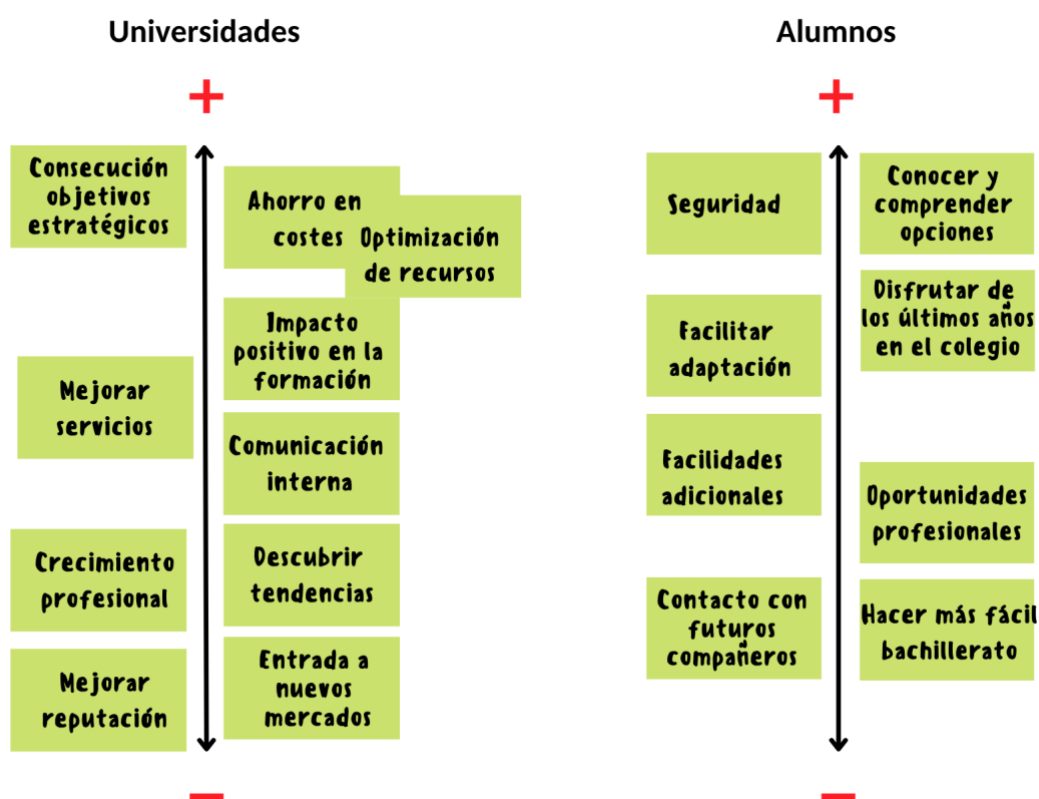 Universidades
+
Consecución
objetivos
estratégicos
Ahorro en
costes
Optimización
de recursos
Impacto
positivo en la
formación
Mejorar
servicios
Comunicación
interna
Crecimiento
profesional
Descubrir
tendencias
Mejorar
reputación
Entrada a
nuevos
mercados
−
Alumnos
+
Seguridad
Conocer y
comprender
opciones
Disfrutar de
los últimos años
en el colegio
Facilitar
adaptación
Facilidades
adicionales
Oportunidades
profesionales
Contacto con
futuros
compañeros
Hacer más fácil
bachillerato
−